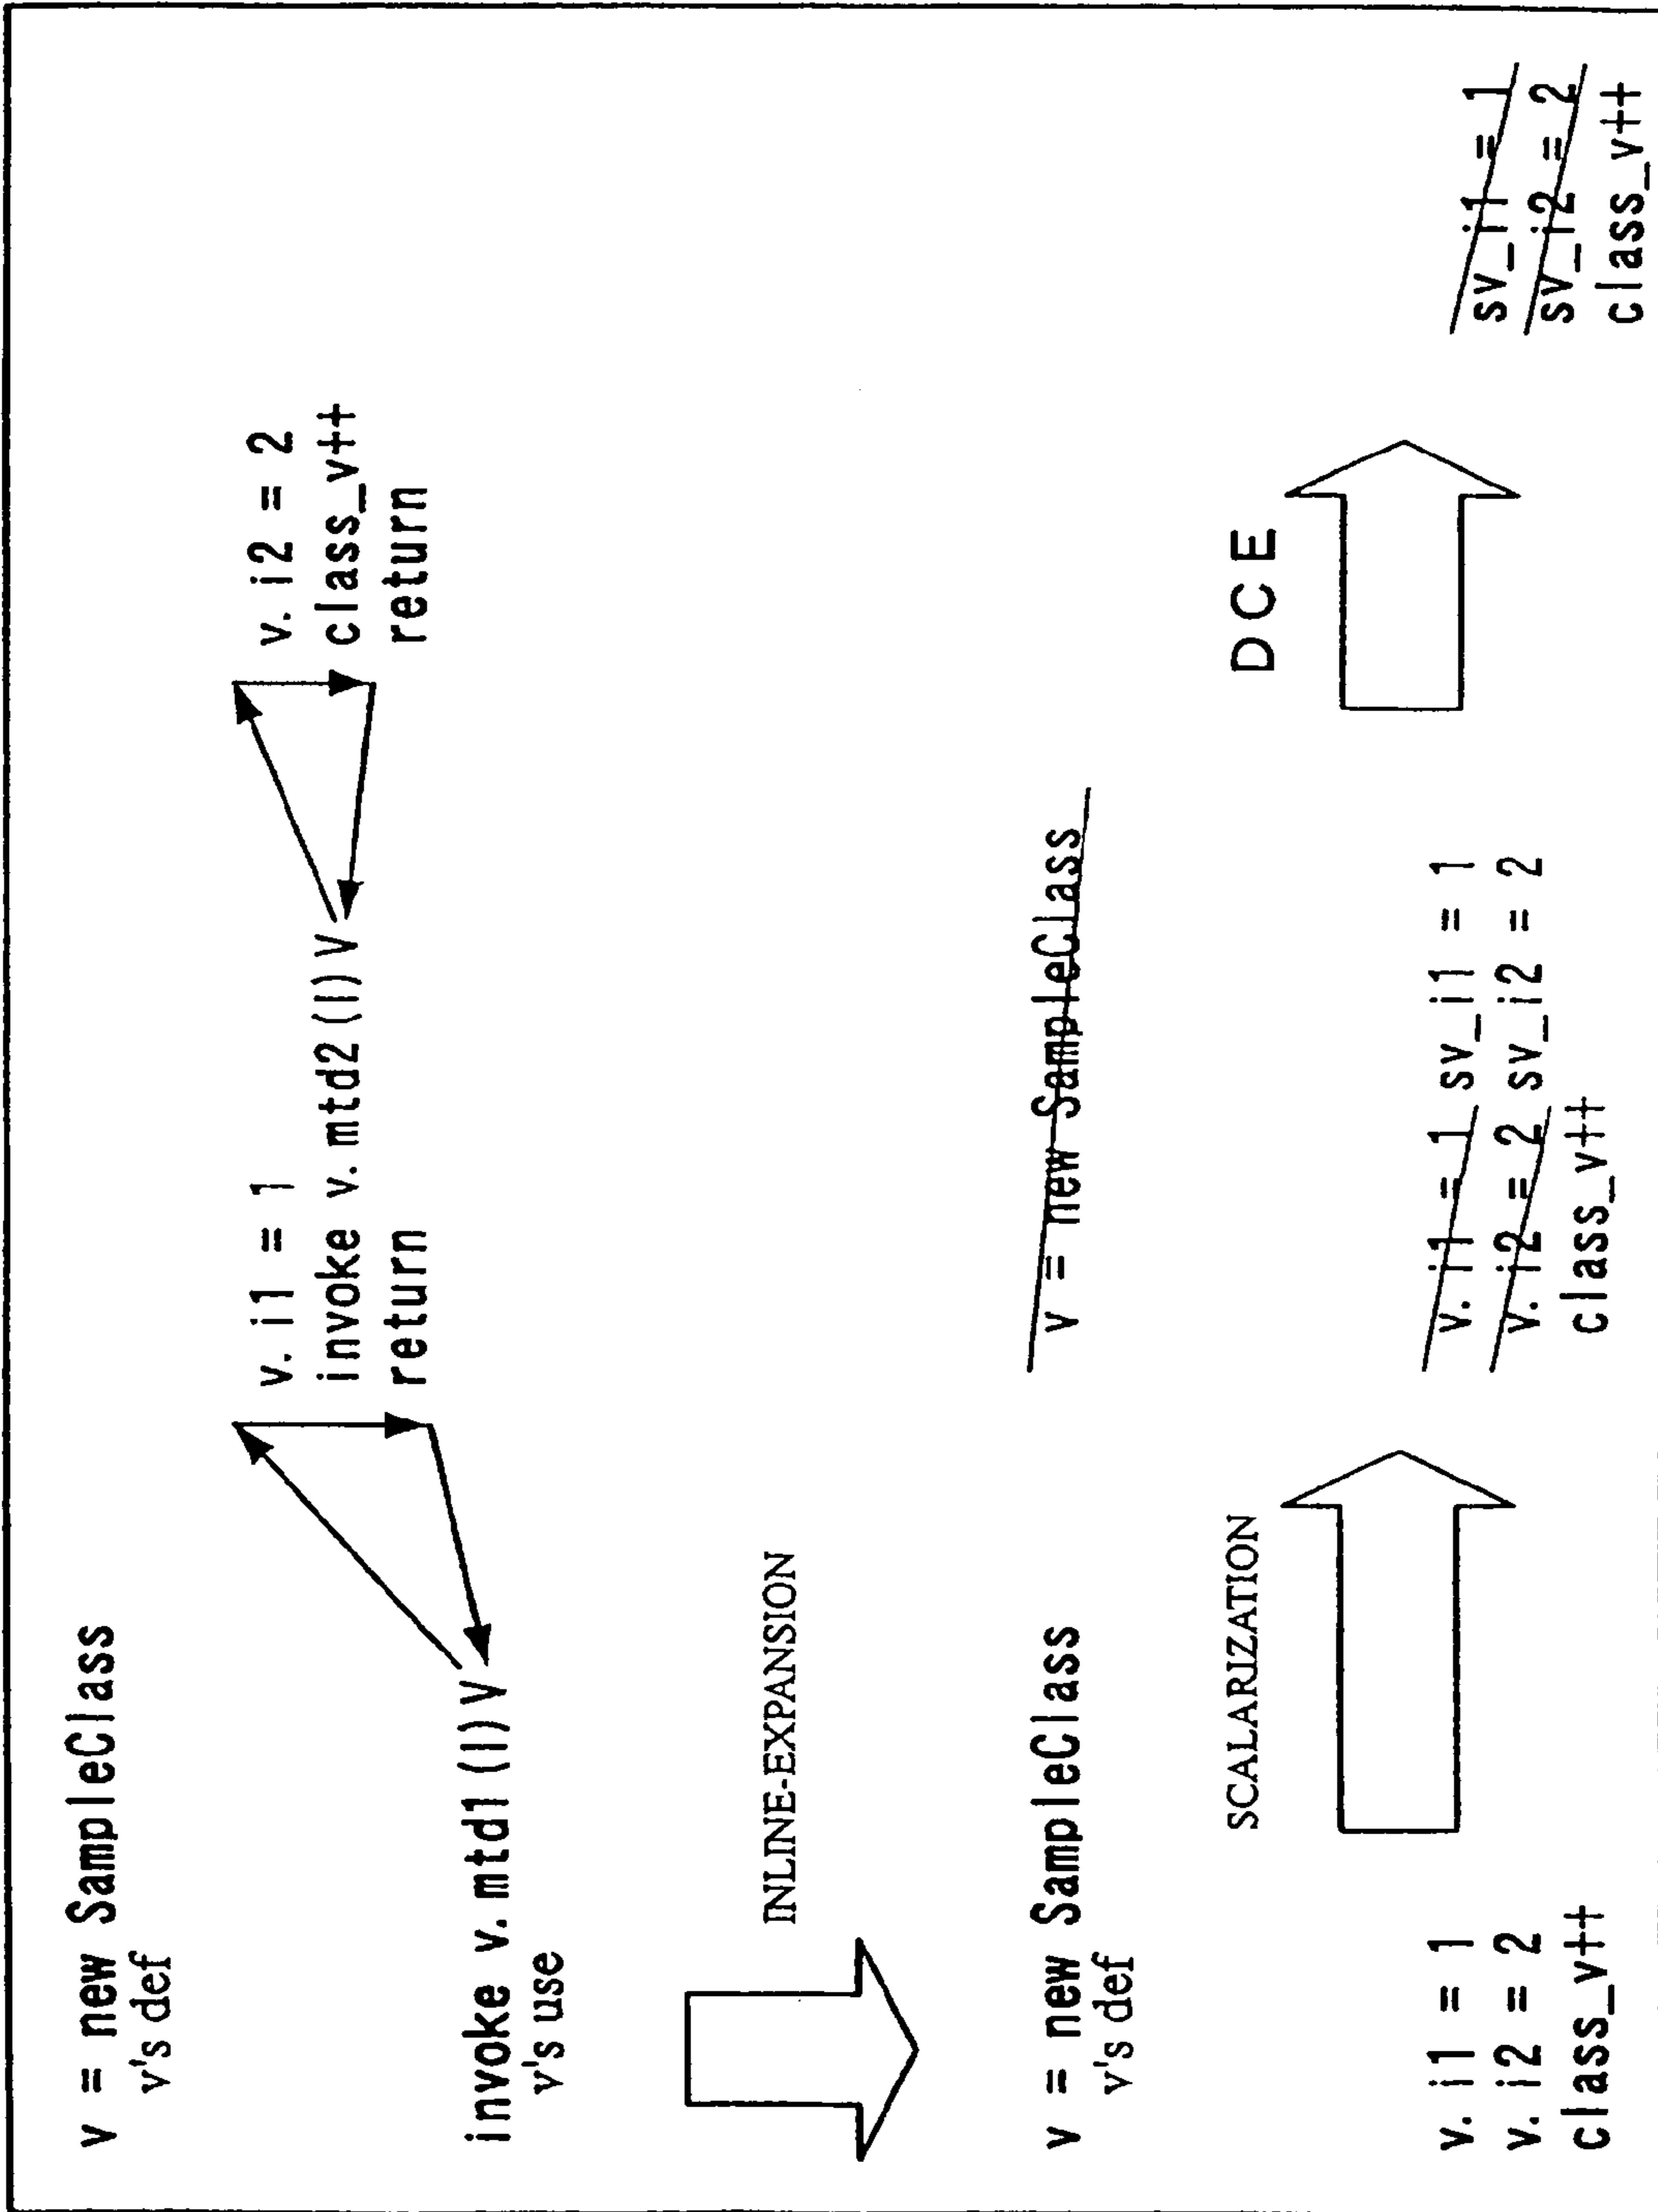 v = new SampleClass
v's def
v. i1 = 1
invoke v. mtd2(I)V
return
v. i2 = 2
class_v++
return
invoke v. mtd1(I)V
v's use
INLINE-EXPANSION
v = new SampleClass
v's def
v = new SampleClass
SCALARIZATION
DCE
v. i1 = 1
v. i2 = 2
class_v++
v. i1 = 1 sv_i1 = 1
v. i2 = 2 sv_i2 = 2
class_v++
sv_i1 = 1
sv_i2 = 2
class_v++